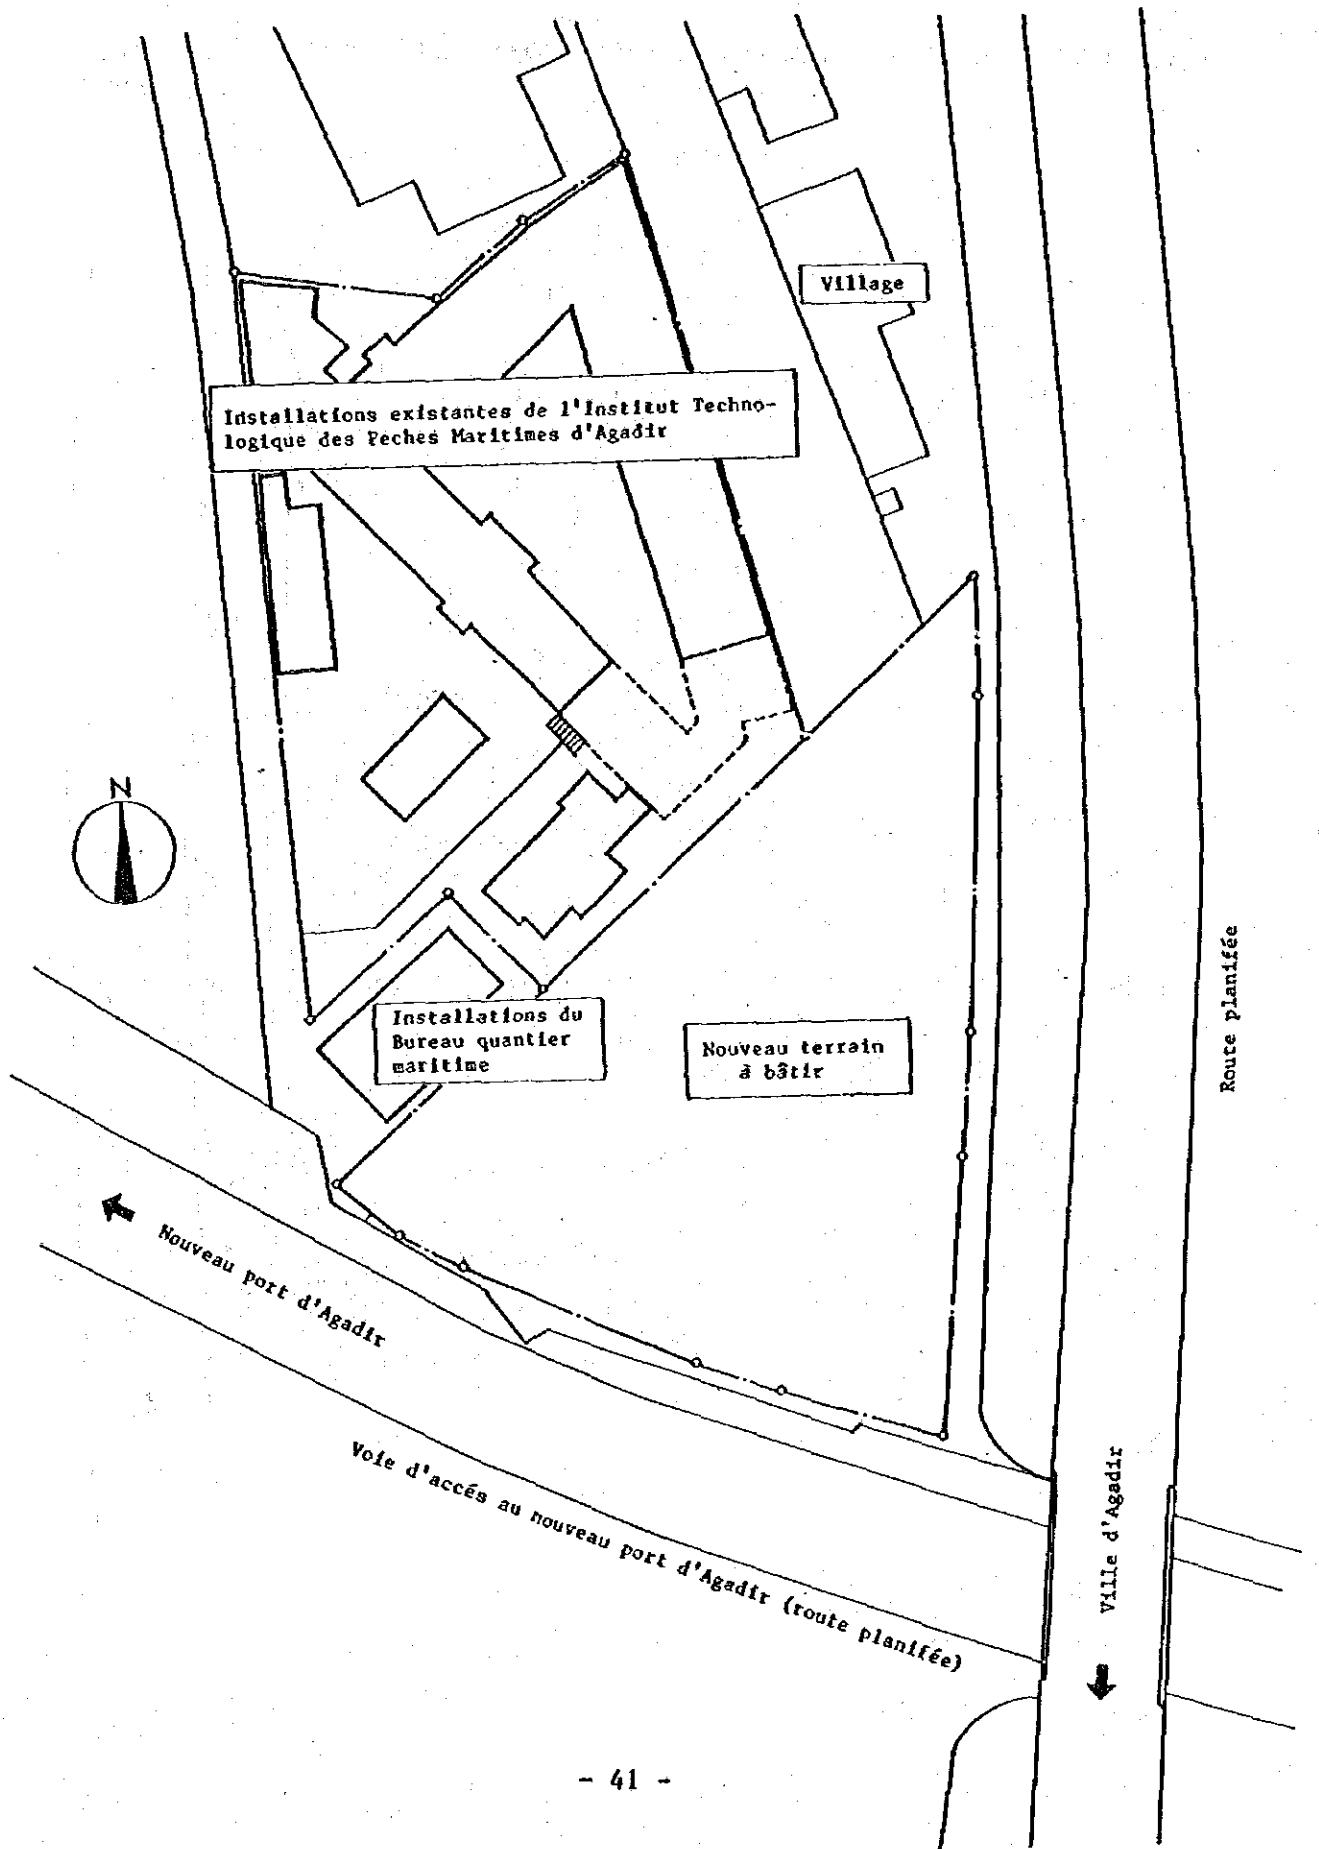 Village
Installations existantes de l'Institut Techno-
logique des Peches Maritimes d'Agadir
N
Installations du
Bureau quantier
maritime
Nouveau terrain
à bâtir
Route planifée
Nouveau port d'Agadir
Voie d'accés au nouveau port d'Agadir (route planifée)
Ville d'Agadir
- 41 -